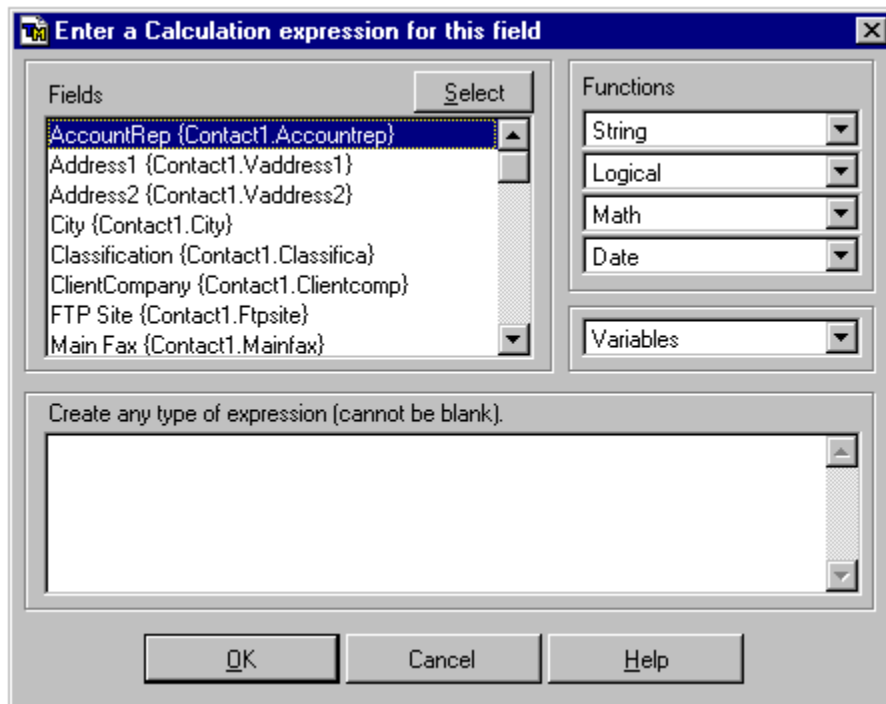 Enter a Calculation expression for this field
Fields
Select
AccountRep {Contact1.Accountrep}
Address1 {Contact1.Vaddress1}
Address2 {Contact1.Vaddress2}
City {Contact1.City}
Classification {Contact1.Classifica}
ClientCompany {Contact1.Clientcomp}
FTP Site {Contact1.Ftpsite}
Main Fax {Contact1.Mainfax}
Functions
String
Logical
Math
Date
Variables
Create any type of expression (cannot be blank).
OK
Cancel
Help